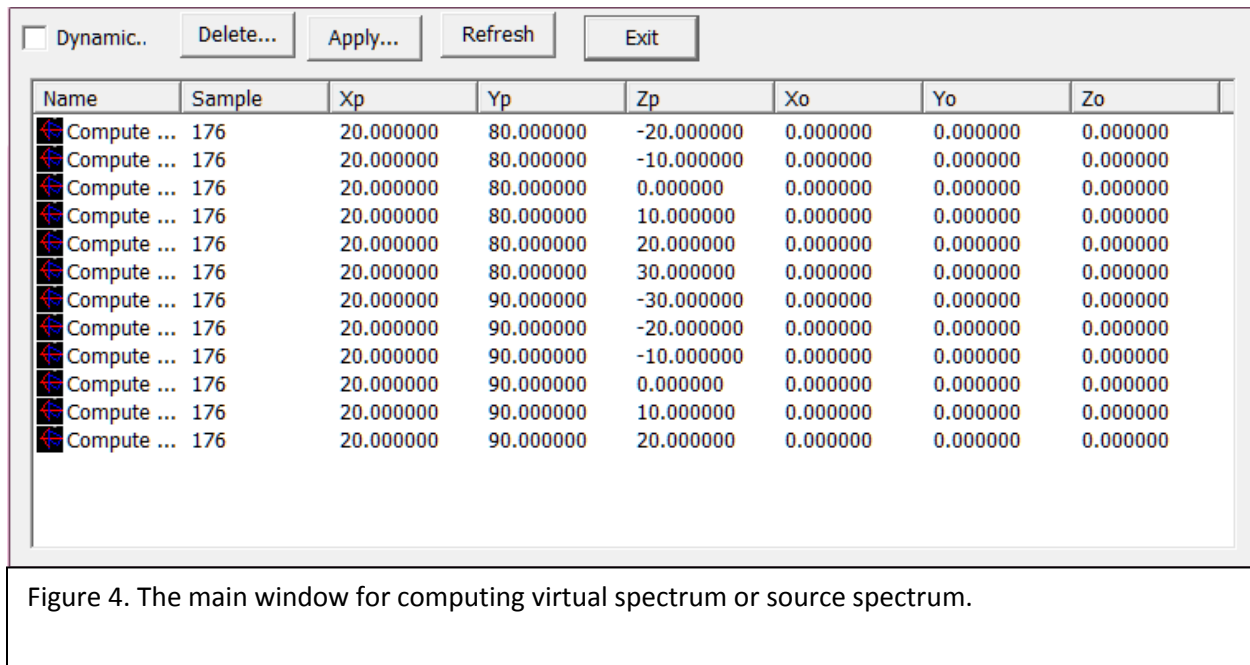 Dynamic.. Delete... Apply... Refresh Exit
Name Sample Xp Yp Zp Xo Yo Zo
Compute ... 176 20.000000 80.000000 -20.000000 0.000000 0.000000 0.000000
Compute ... 176 20.000000 80.000000 -10.000000 0.000000 0.000000 0.000000
Compute ... 176 20.000000 80.000000 0.000000 0.000000 0.000000 0.000000
Compute ... 176 20.000000 80.000000 10.000000 0.000000 0.000000 0.000000
Compute ... 176 20.000000 80.000000 20.000000 0.000000 0.000000 0.000000
Compute ... 176 20.000000 80.000000 30.000000 0.000000 0.000000 0.000000
Compute ... 176 20.000000 90.000000 -30.000000 0.000000 0.000000 0.000000
Compute ... 176 20.000000 90.000000 -20.000000 0.000000 0.000000 0.000000
Compute ... 176 20.000000 90.000000 -10.000000 0.000000 0.000000 0.000000
Compute ... 176 20.000000 90.000000 0.000000 0.000000 0.000000 0.000000
Compute ... 176 20.000000 90.000000 10.000000 0.000000 0.000000 0.000000
Compute ... 176 20.000000 90.000000 20.000000 0.000000 0.000000 0.000000
Figure 4. The main window for computing virtual spectrum or source spectrum.